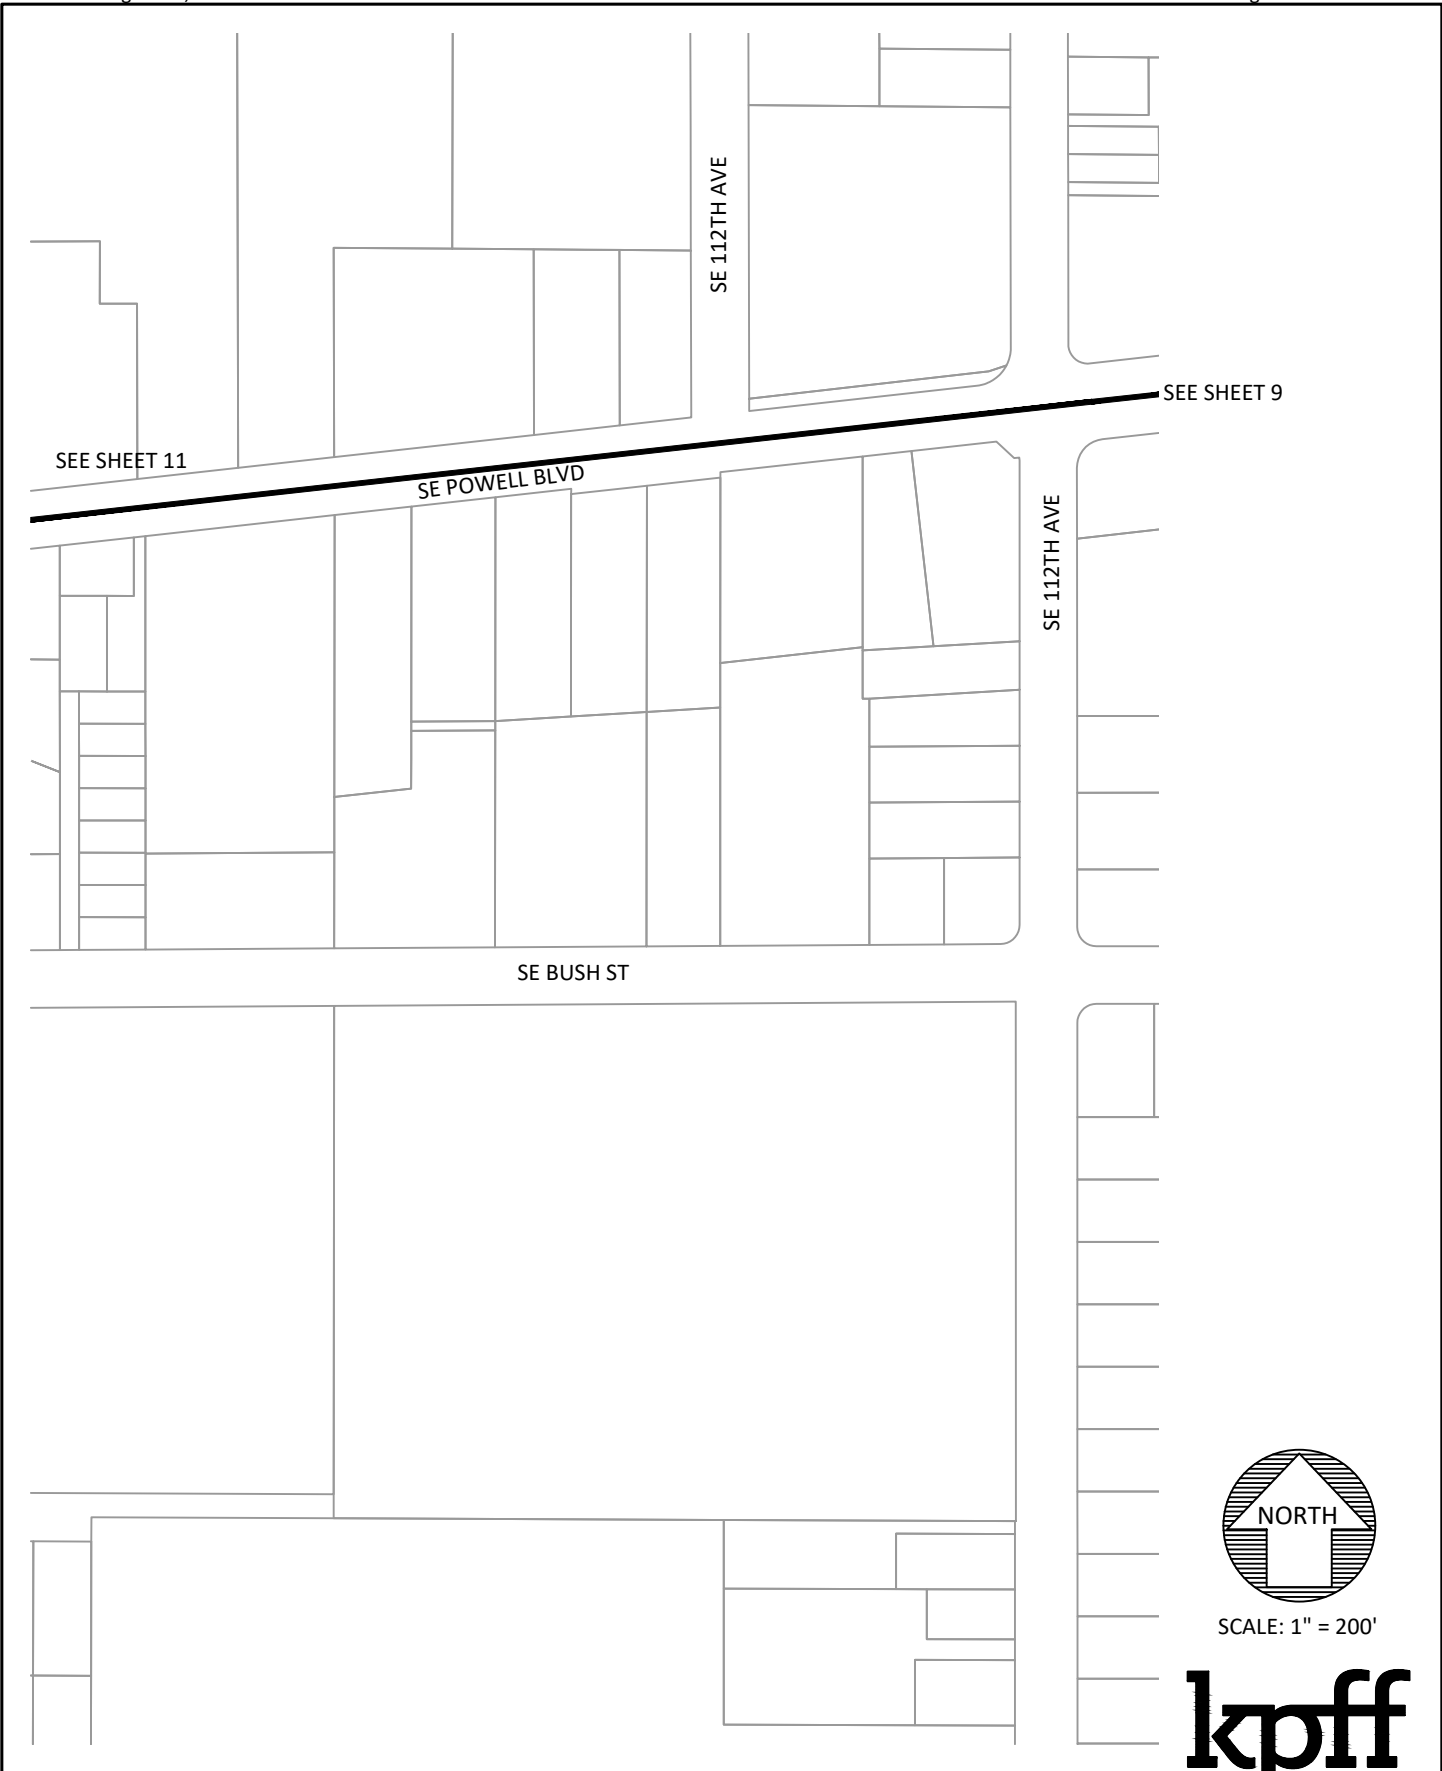 SE 112TH AVE
SEE SHEET 9
SEE SHEET 11
SE POWELL BLVD
SE 112TH AVE
SE BUSH ST
NORTH
SCALE: 1" = 200'
kpff